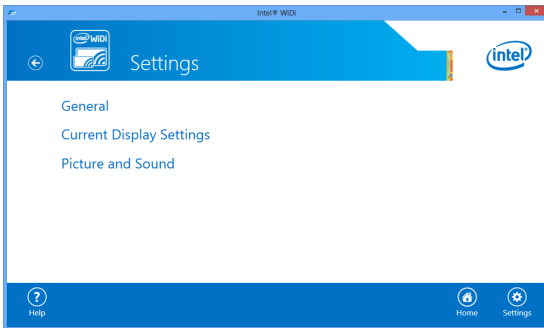 Intel® WiDi
intel WiDi
Settings
intel
General
Current Display Settings
Picture and Sound
?
Help
Home
Settings